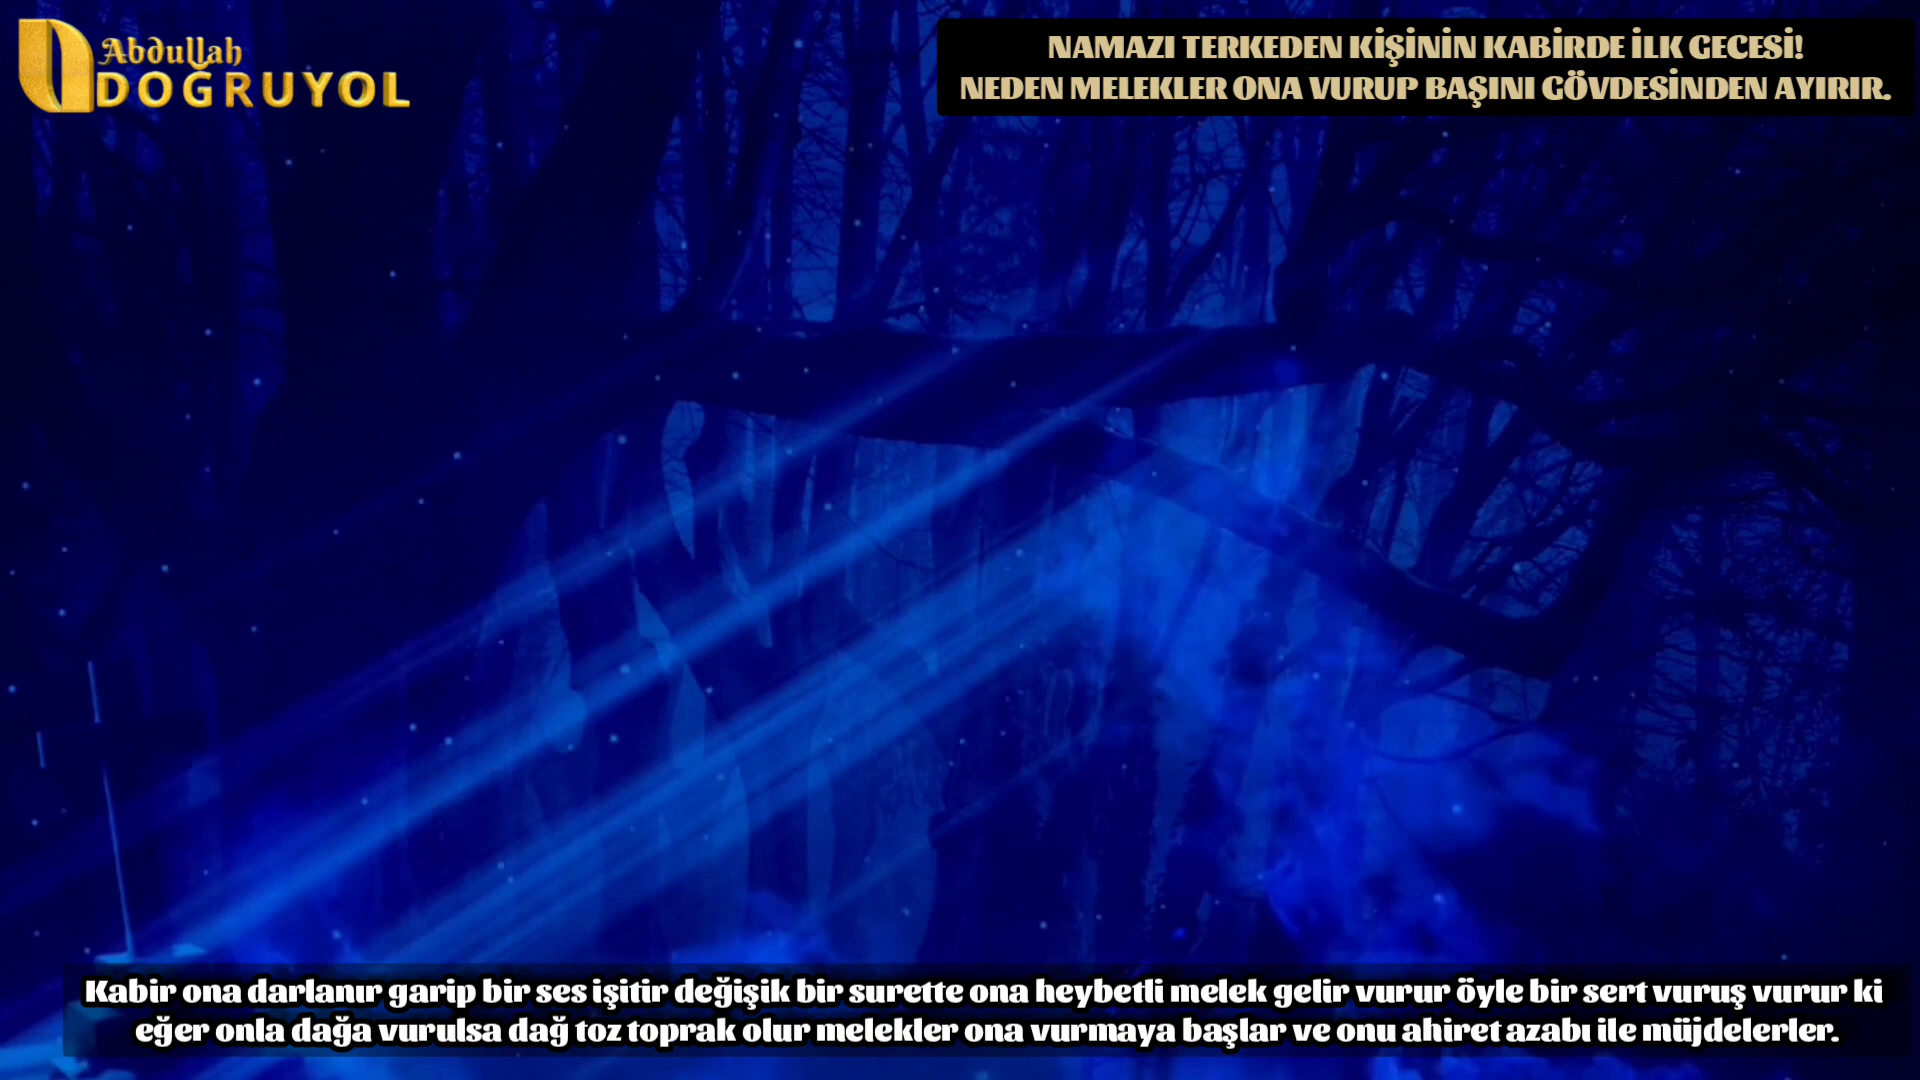 Abdullah
DOĞRUYOL
NAMAZI TERKEDEN KİŞİNİN KABİRDE İLK GECESİ!
NEDEN MELEKLER ONA VURUP BAŞINI GÖVDESİNDEN AYIRIR.
Kabir ona darlanır garip bir ses işitir değişik bir surette ona heybetli melek gelir vurur öyle bir sert vuruş vurur ki
eğer onla dağa vurulsa dağ toz toprak olur melekler ona vurmaya başlar ve onu ahiret azabı ile müjdelerler.